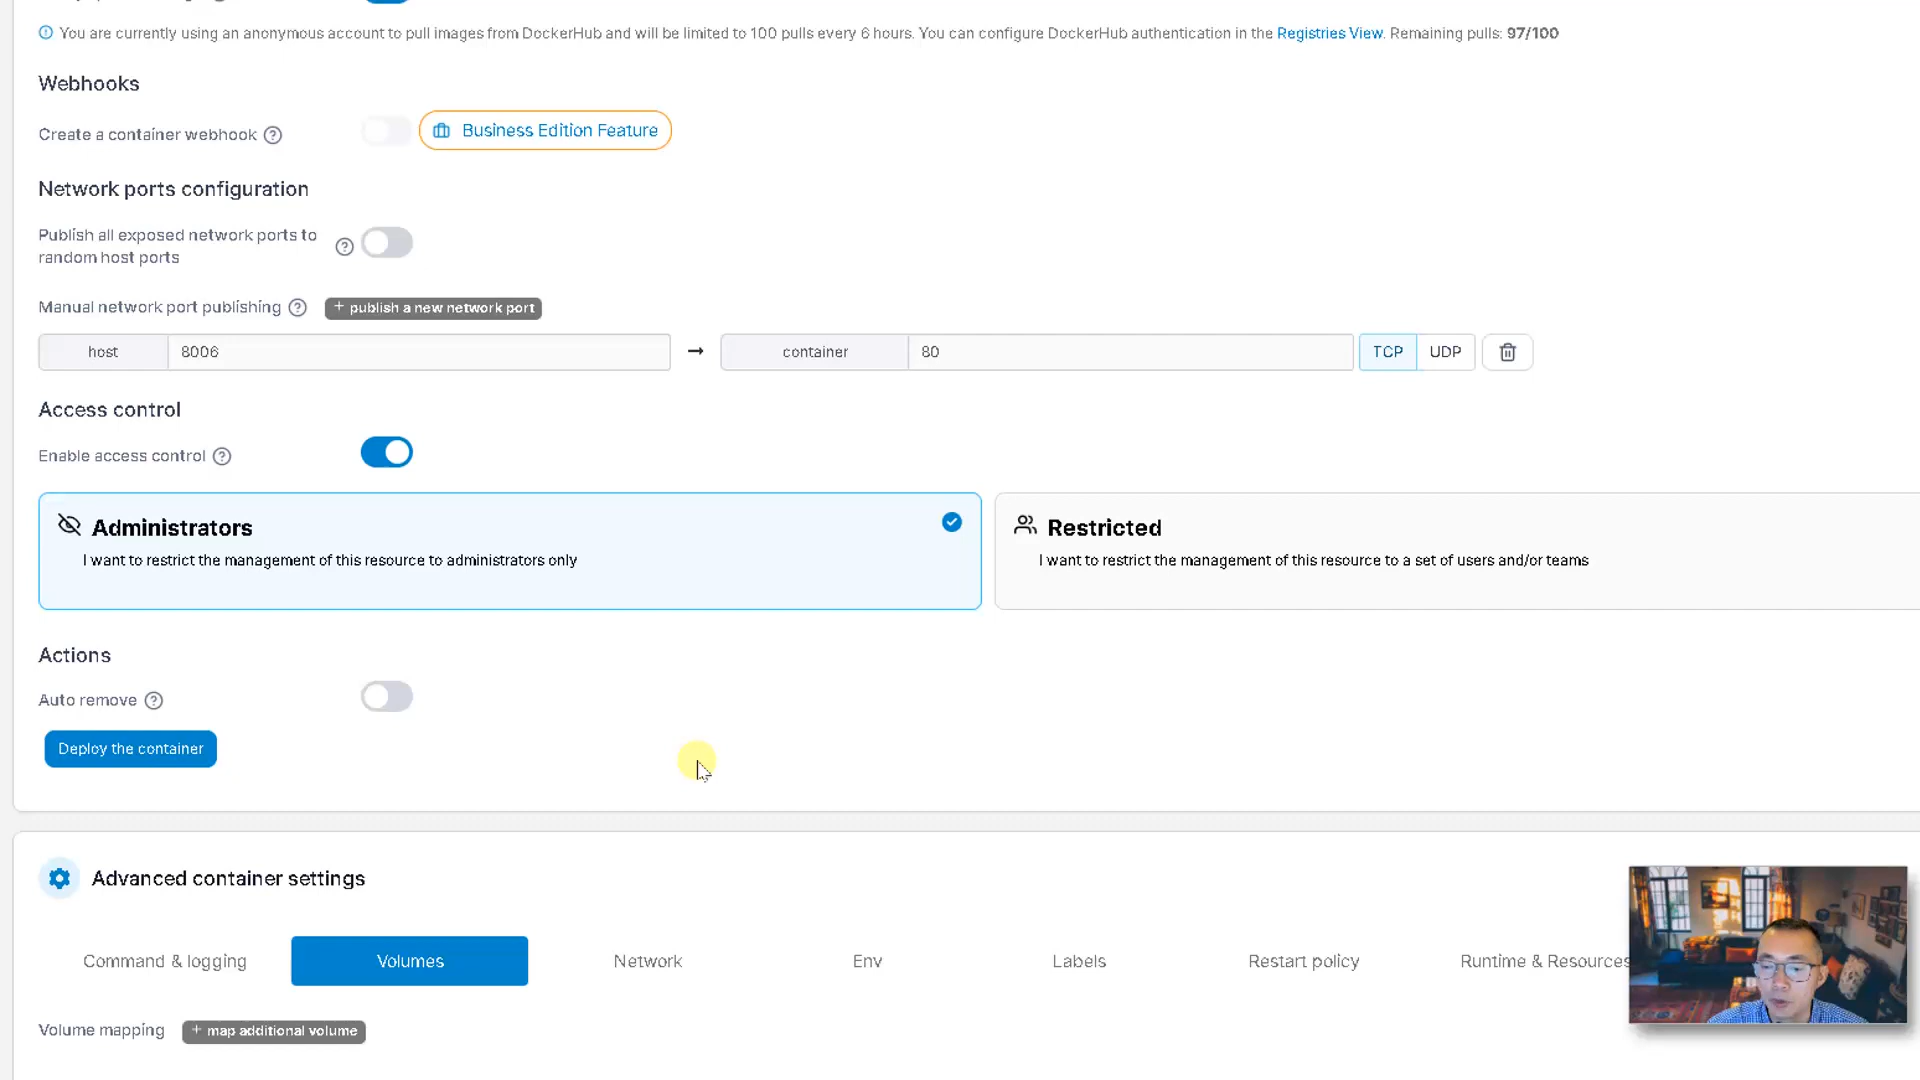 You are currently using an anonymous account to pull images from DockerHub and will be limited to 100 pulls every 6 hours. You can configure DockerHub authentication in the Registries View. Remaining pulls: 97/100
Webhooks
Create a container webhook
Business Edition Feature
Network ports configuration
Publish all exposed network ports to
random host ports
Manual network port publishing
+ publish a new network port
host 8006 → container 80 TCP UDP
Access control
Enable access control
Administrators
I want to restrict the management of this resource to administrators only
Restricted
I want to restrict the management of this resource to a set of users and/or teams
Actions
Auto remove
Deploy the container
Advanced container settings
Command & logging Volumes Network Env Labels Restart policy Runtime & Resources
Volume mapping + map additional volume